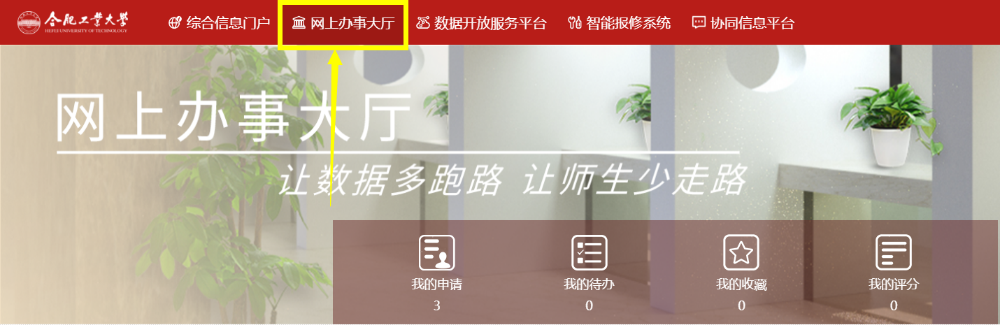 合肥工业大学
HEFEI UNIVERSITY OF TECHNOLOGY
综合信息门户 网上办事大厅 数据开放服务平台 智能报修系统 协同信息平台
网上办事大厅
让数据多跑路 让师生少走路
我的申请 我的待办 我的收藏 我的评分
3 0 0 0